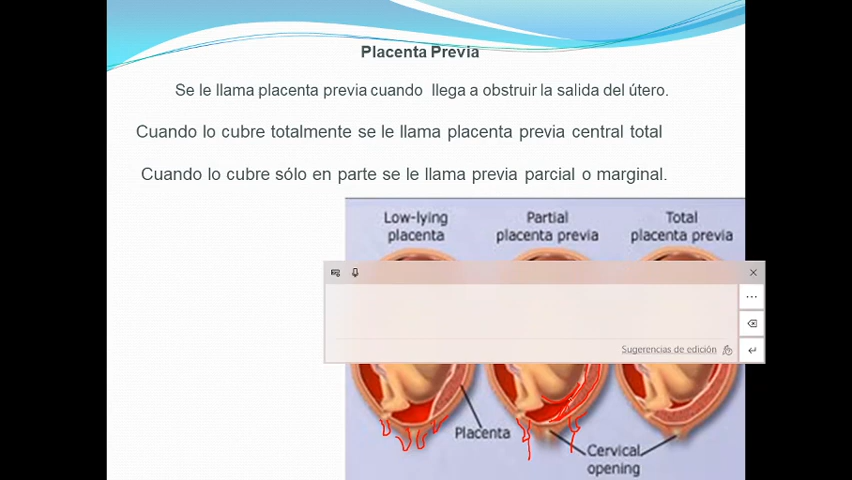 Placenta Previa
Se le llama placenta previa cuando llega a obstruir la salida del útero.
Cuando lo cubre totalmente se le llama placenta previa central total
Cuando lo cubre sólo en parte se le llama previa parcial o marginal.
Low-lying placenta
Partial placenta previa
Total placenta previa
Sugerencias de edición
Placenta
Cervical opening